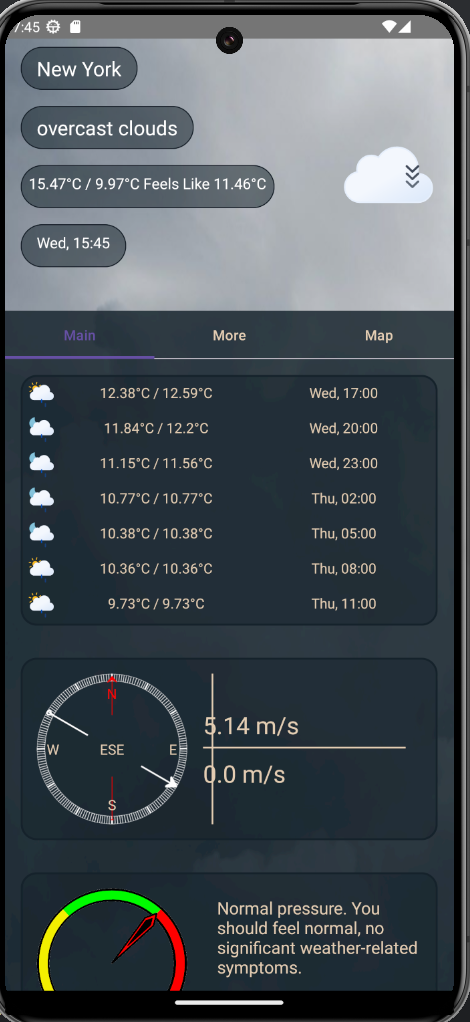 7:45
New York
overcast clouds
15.47°C / 9.97°C Feels Like 11.46°C
Wed, 15:45
Main More Map
12.38°C / 12.59°C Wed, 17:00
11.84°C / 12.2°C Wed, 20:00
11.15°C / 11.56°C Wed, 23:00
10.77°C / 10.77°C Thu, 02:00
10.38°C / 10.38°C Thu, 05:00
10.36°C / 10.36°C Thu, 08:00
9.73°C / 9.73°C Thu, 11:00
N
5.14 m/s
W ESE E
0.0 m/s
S
Normal pressure. You
should feel normal, no
significant weather-related
symptoms.